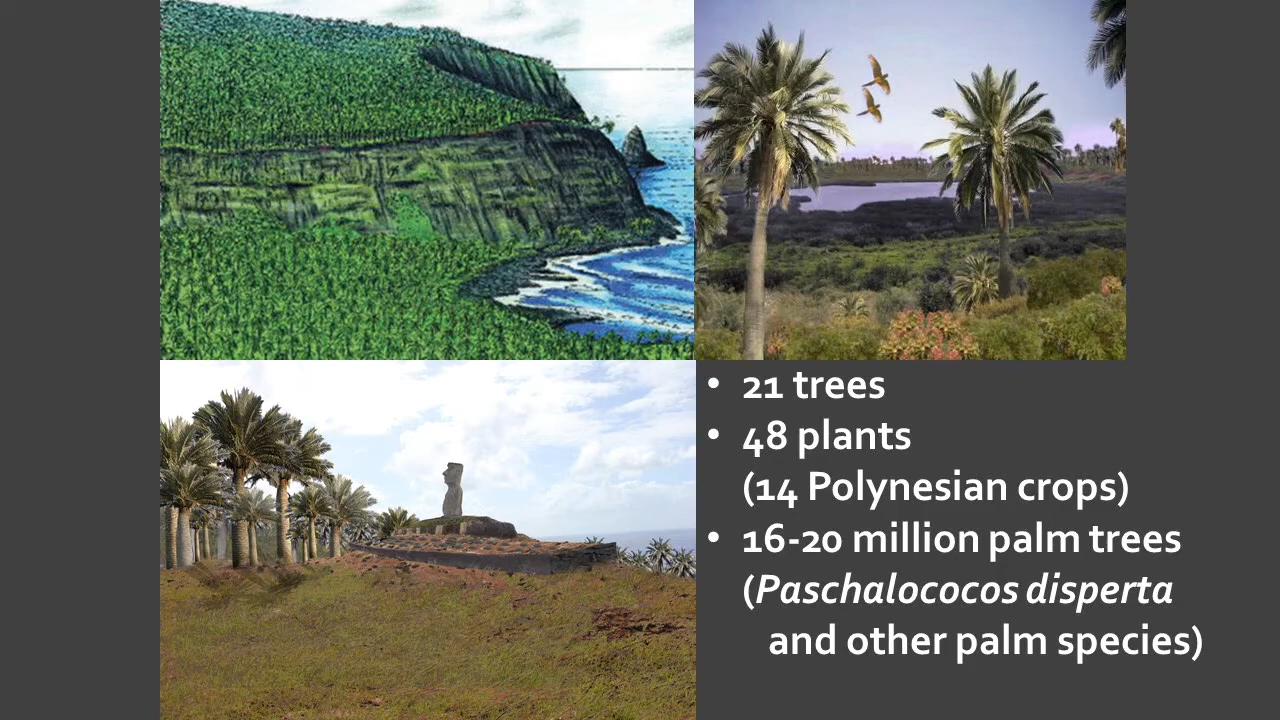 • 21 trees
• 48 plants
(14 Polynesian crops)
• 16-20 million palm trees
(Paschalococos disperta
and other palm species)